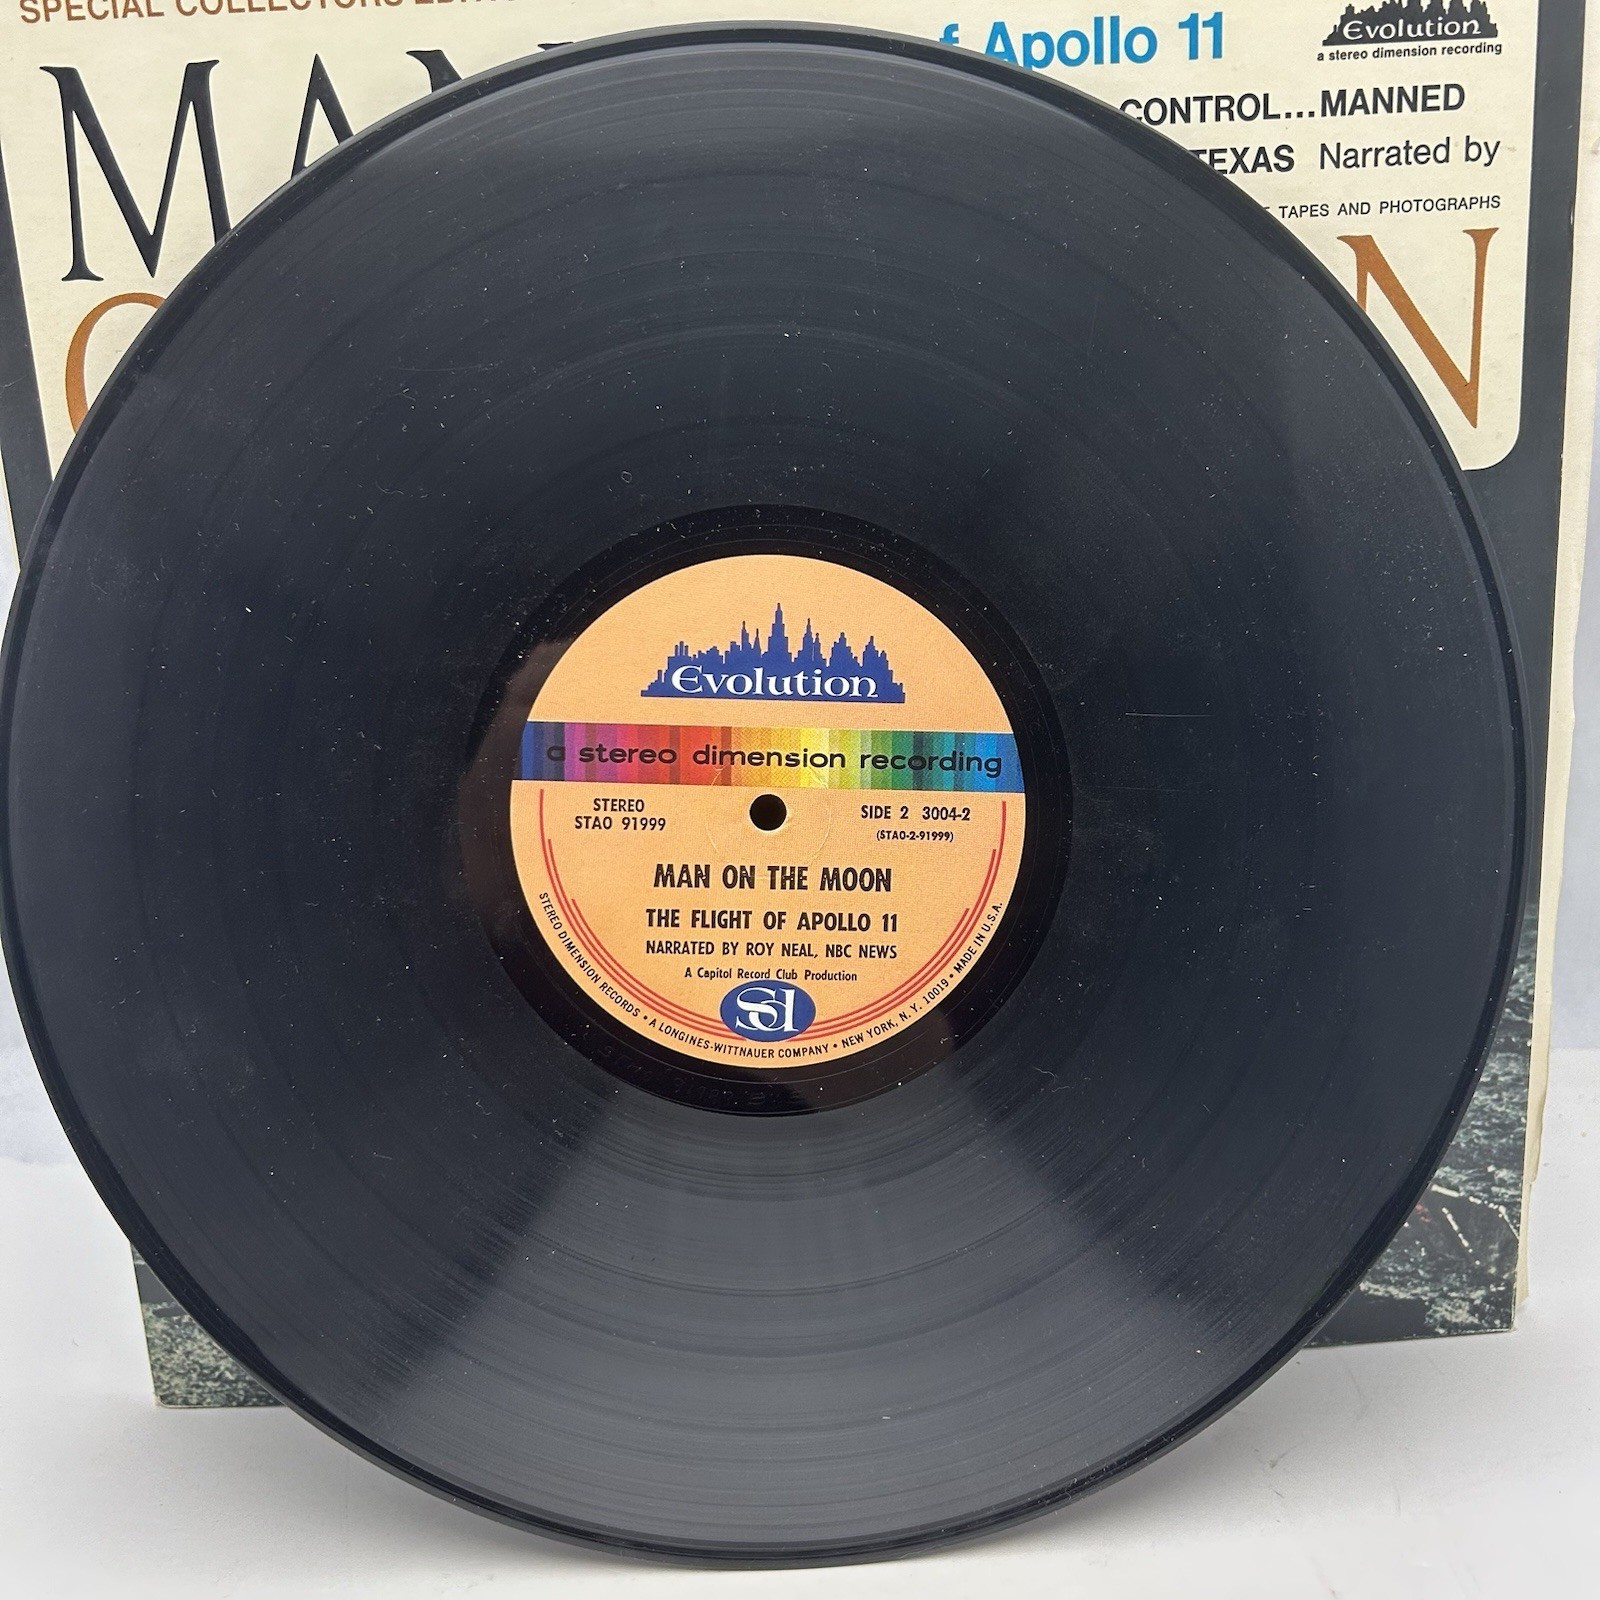 SPECIAL COLLECTORS
MAN
Apollo 11
Evolution
a stereo dimension recording
CONTROL...MANNED
TEXAS Narrated by
TAPES AND PHOTOGRAPHS
N
Evolution
a stereo dimension recording
STEREO
STAO 91999
SIDE 2 3004-2
(STAO-2-91999)
MAN ON THE MOON
THE FLIGHT OF APOLLO 11
NARRATED BY ROY NEAL, NBC NEWS
A Capitol Record Club Production
Sd
STEREO DIMENSION RECORDS • A LONGINES-WITTNAUER COMPANY • NEW YORK, N. Y. 10019 • MADE IN U.S.A.